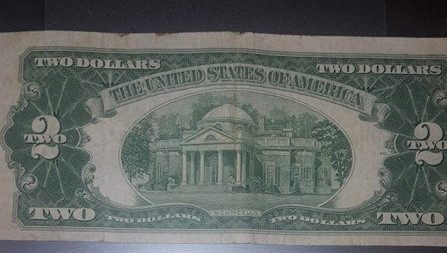 TWO DOLLARS TWO DOLLARS
THE UNITED STATES OF AMERICA
2 2
TWO TWO
TWO TWO DOLLARS MONTICELLO TWO DOLLARS TWO